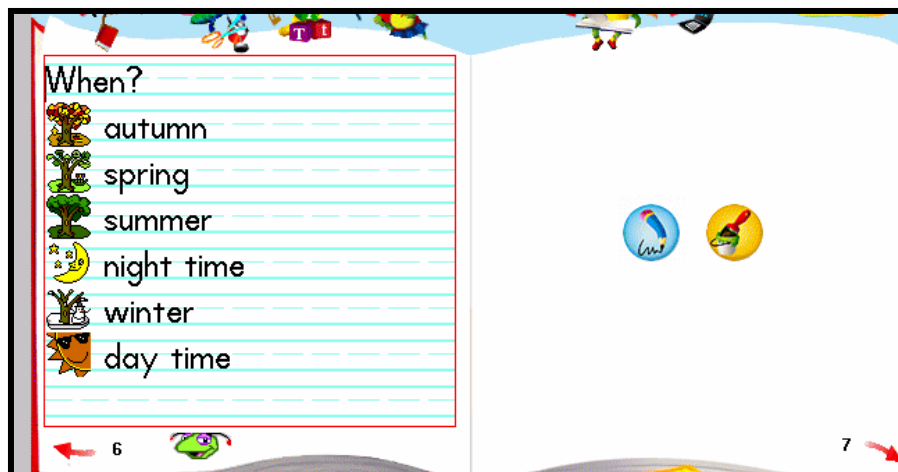 T t
When?
autumn
spring
summer
night time
winter
day time
6
7